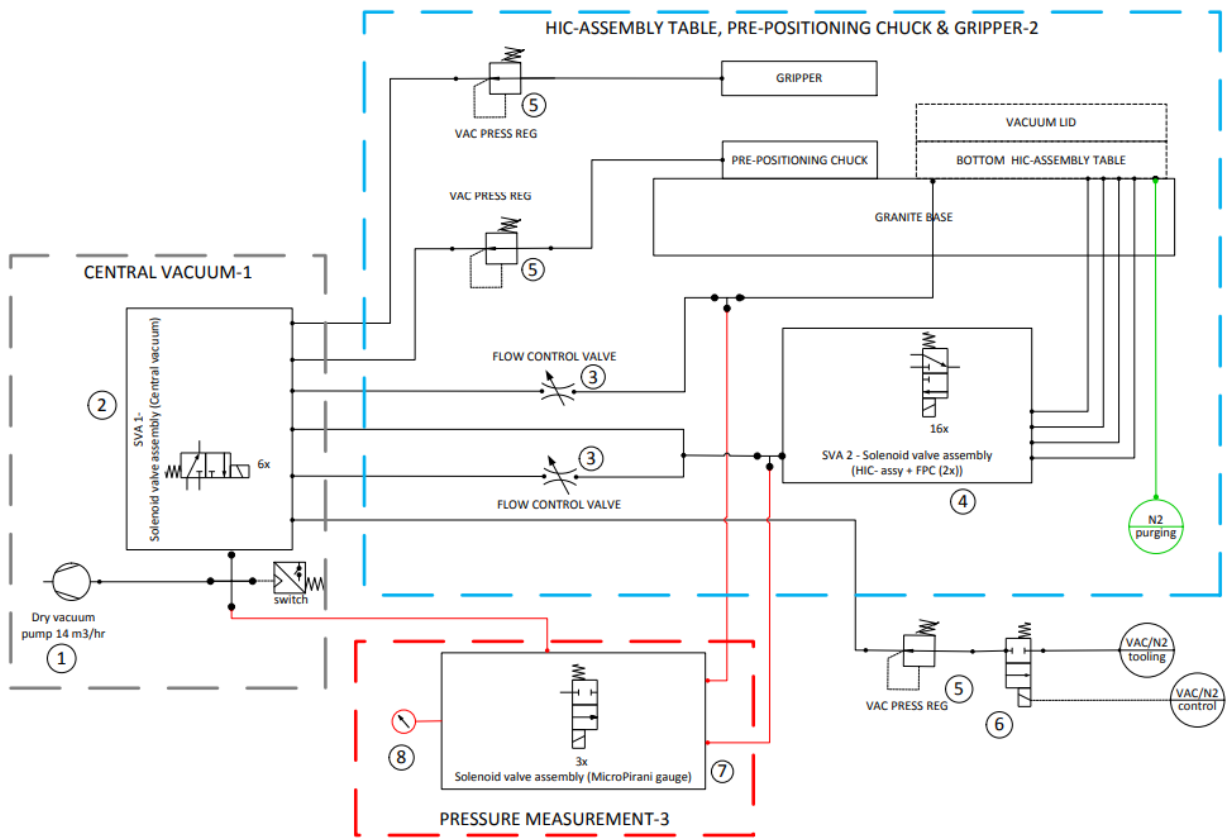 HIC-ASSEMBLY TABLE, PRE-POSITIONING CHUCK & GRIPPER-2
GRIPPER
5
VAC PRESS REG
VACUUM LID
PRE-POSITIONING CHUCK
BOTTOM HIC-ASSEMBLY TABLE
VAC PRESS REG
GRANITE BASE
5
CENTRAL VACUUM-1
2
SVA 1-
Solenoid valve assembly (Central vacuum)
6x
FLOW CONTROL VALVE
3
16x
SVA 2 - Solenoid valve assembly
(HIC- assy + FPC (2x))
4
3
FLOW CONTROL VALVE
N2
purging
switch
Dry vacuum
pump 14 m3/hr
1
VAC/N2
tooling
5
VAC PRESS REG
6
VAC/N2
control
8
3x
Solenoid valve assembly (MicroPirani gauge)
7
PRESSURE MEASUREMENT-3